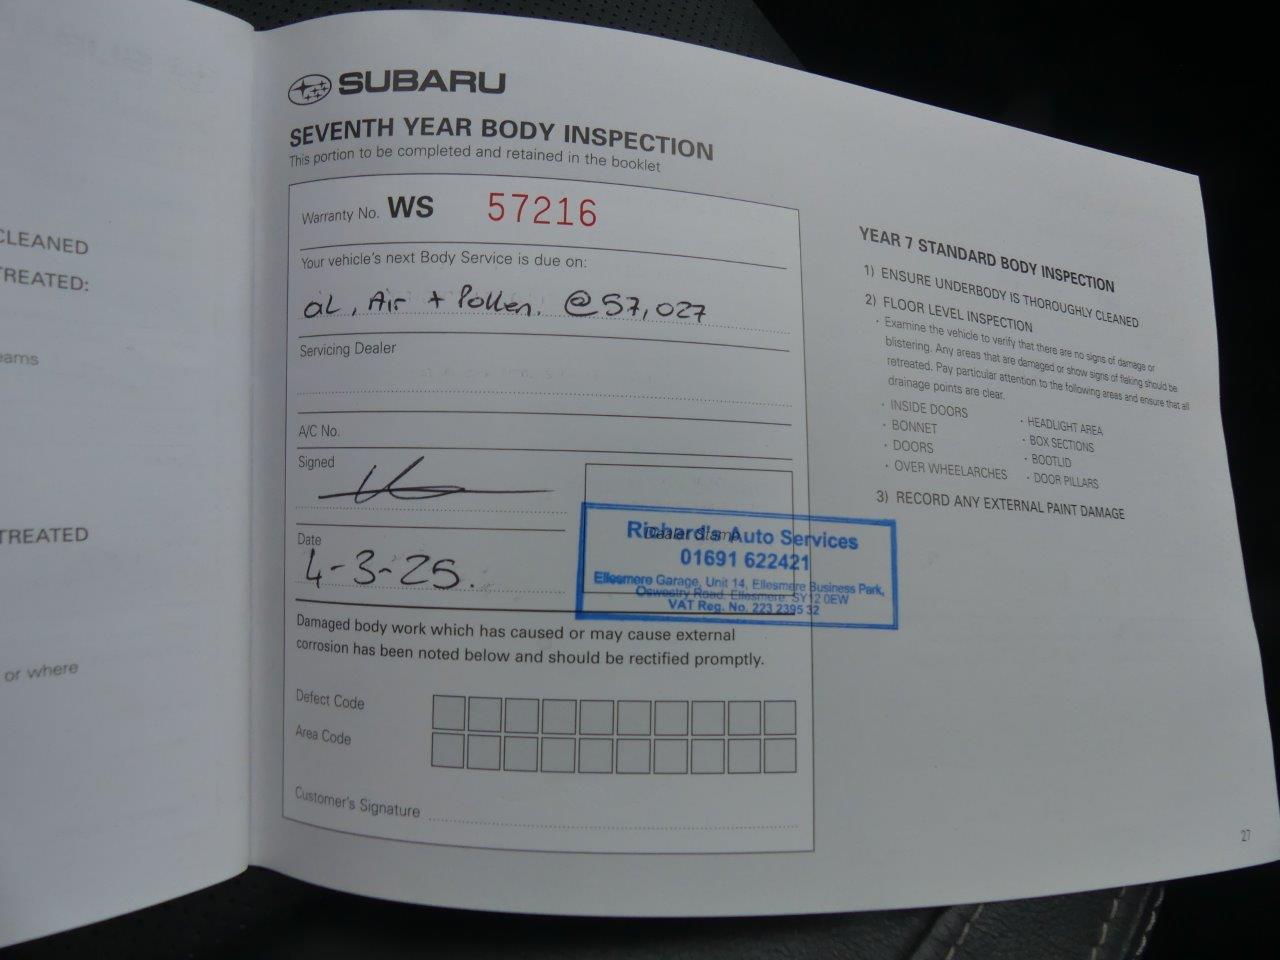 CLEANED
TREATED:
eams
TREATED
or where
SUBARU
SEVENTH YEAR BODY INSPECTION
This portion to be completed and retained in the booklet
Warranty No. WS 57216
Your vehicle's next Body Service is due on:
oil, Air + Pollen. @57,027
Servicing Dealer
A/C No.
Signed
Dealer Stamp
Richard's Auto Services
01691 622421
Ellesmere Garage, Unit 14, Ellesmere Business Park,
Oswestry Road, Ellesmere. SY12 0EW
VAT Reg. No. 223 2395 32
Date
4-3-25.
Damaged body work which has caused or may cause external
corrosion has been noted below and should be rectified promptly.
Defect Code
Area Code
Customer's Signature
YEAR 7 STANDARD BODY INSPECTION
1) ENSURE UNDERBODY IS THOROUGHLY CLEANED
2) FLOOR LEVEL INSPECTION
· Examine the vehicle to verify that there are no signs of damage or
blistering. Any areas that are damaged or show signs of flaking should be
retreated. Pay particular attention to the following areas and ensure that all
drainage points are clear.
· INSIDE DOORS
· BONNET
· DOORS
· OVER WHEELARCHES
· HEADLIGHT AREA
· BOX SECTIONS
· BOOTLID
· DOOR PILLARS
3) RECORD ANY EXTERNAL PAINT DAMAGE
27